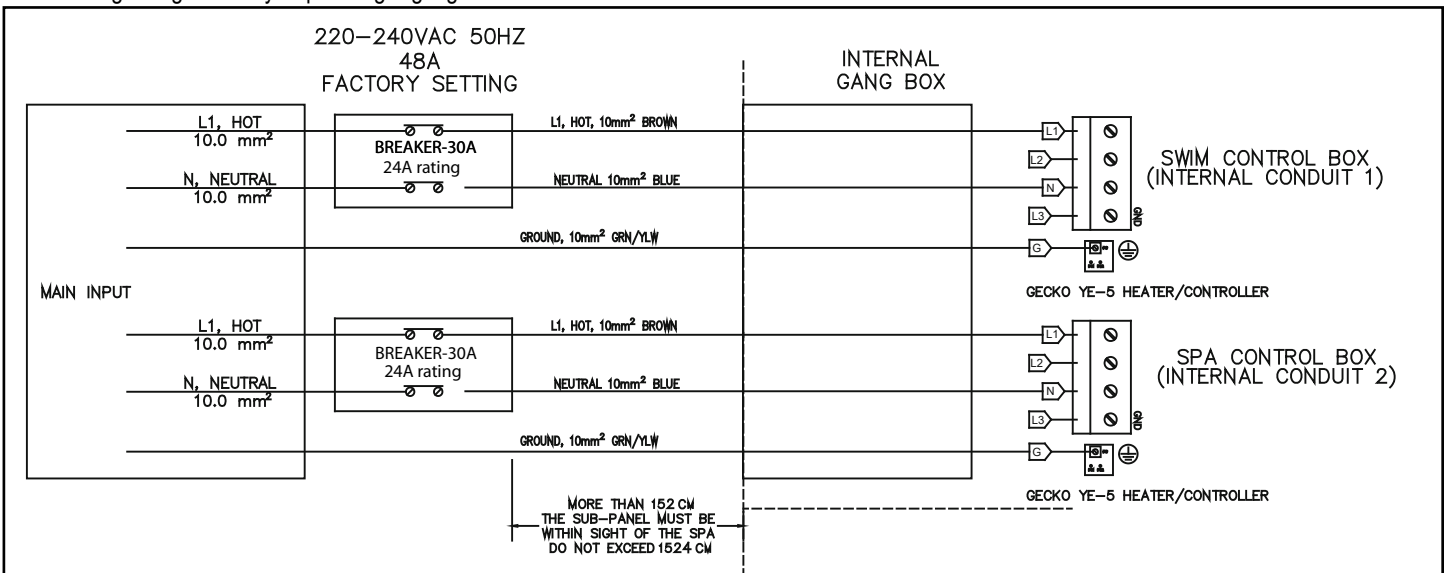 220-240VAC 50HZ
48A
FACTORY SETTING
INTERNAL
GANG BOX
L1, HOT
10.0 mm²
BREAKER-30A
24A rating
L1, HOT, 10mm² BROWN
L1
L2
SWIM CONTROL BOX
(INTERNAL CONDUIT 1)
N, NEUTRAL
10.0 mm²
NEUTRAL 10mm² BLUE
N
L3
GND
GROUND, 10mm² GRN/YLW
G
MAIN INPUT
GECKO YE-5 HEATER/CONTROLLER
L1, HOT
10.0 mm²
BREAKER-30A
24A rating
L1, HOT, 10mm² BROWN
L1
L2
SPA CONTROL BOX
(INTERNAL CONDUIT 2)
N, NEUTRAL
10.0 mm²
NEUTRAL 10mm² BLUE
N
L3
GND
GROUND, 10mm² GRN/YLW
G
GECKO YE-5 HEATER/CONTROLLER
MORE THAN 152 CM
THE SUB-PANEL MUST BE
WITHIN SIGHT OF THE SPA
DO NOT EXCEED 1524 CM